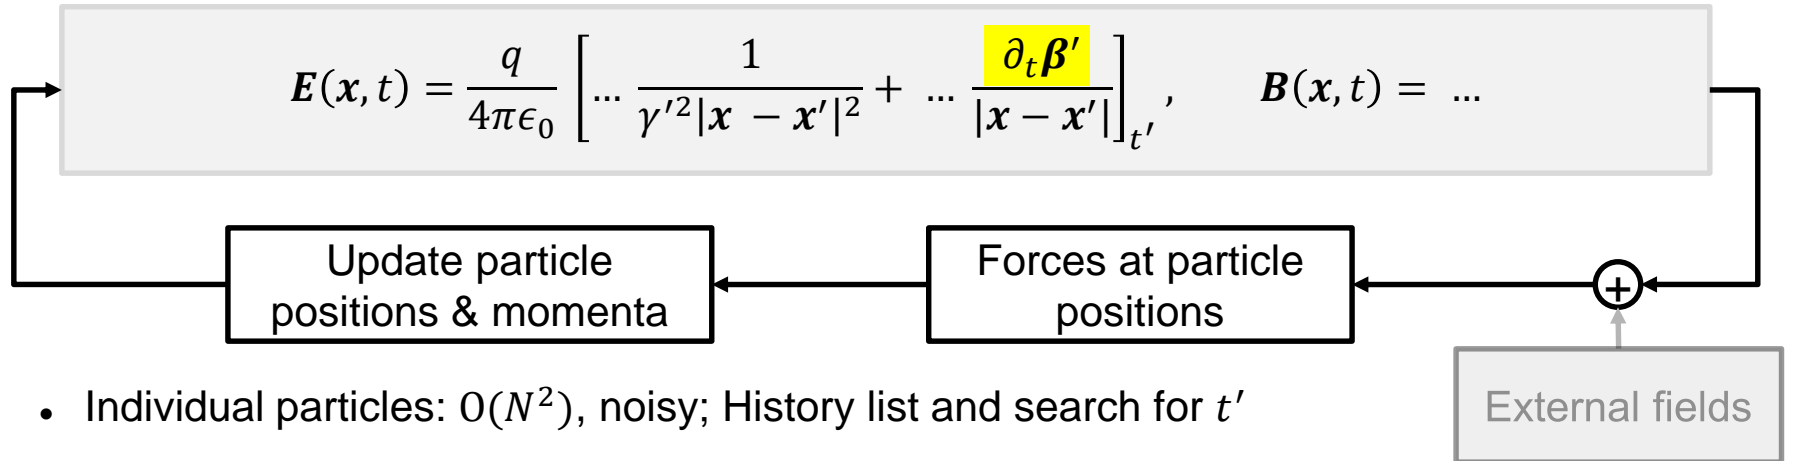 𝑬(𝒙, 𝑡) = 𝑞 / 4𝜋𝜖₀ [... 1 / 𝛾′²|𝒙 − 𝒙′|² + ... ∂ₜ𝜷′ / |𝒙 − 𝒙′|]ₜ′ , 𝑩(𝒙, 𝑡) = ...
Update particle
positions & momenta
Forces at particle
positions
+
• Individual particles: O(𝑁²), noisy; History list and search for 𝑡′
External fields